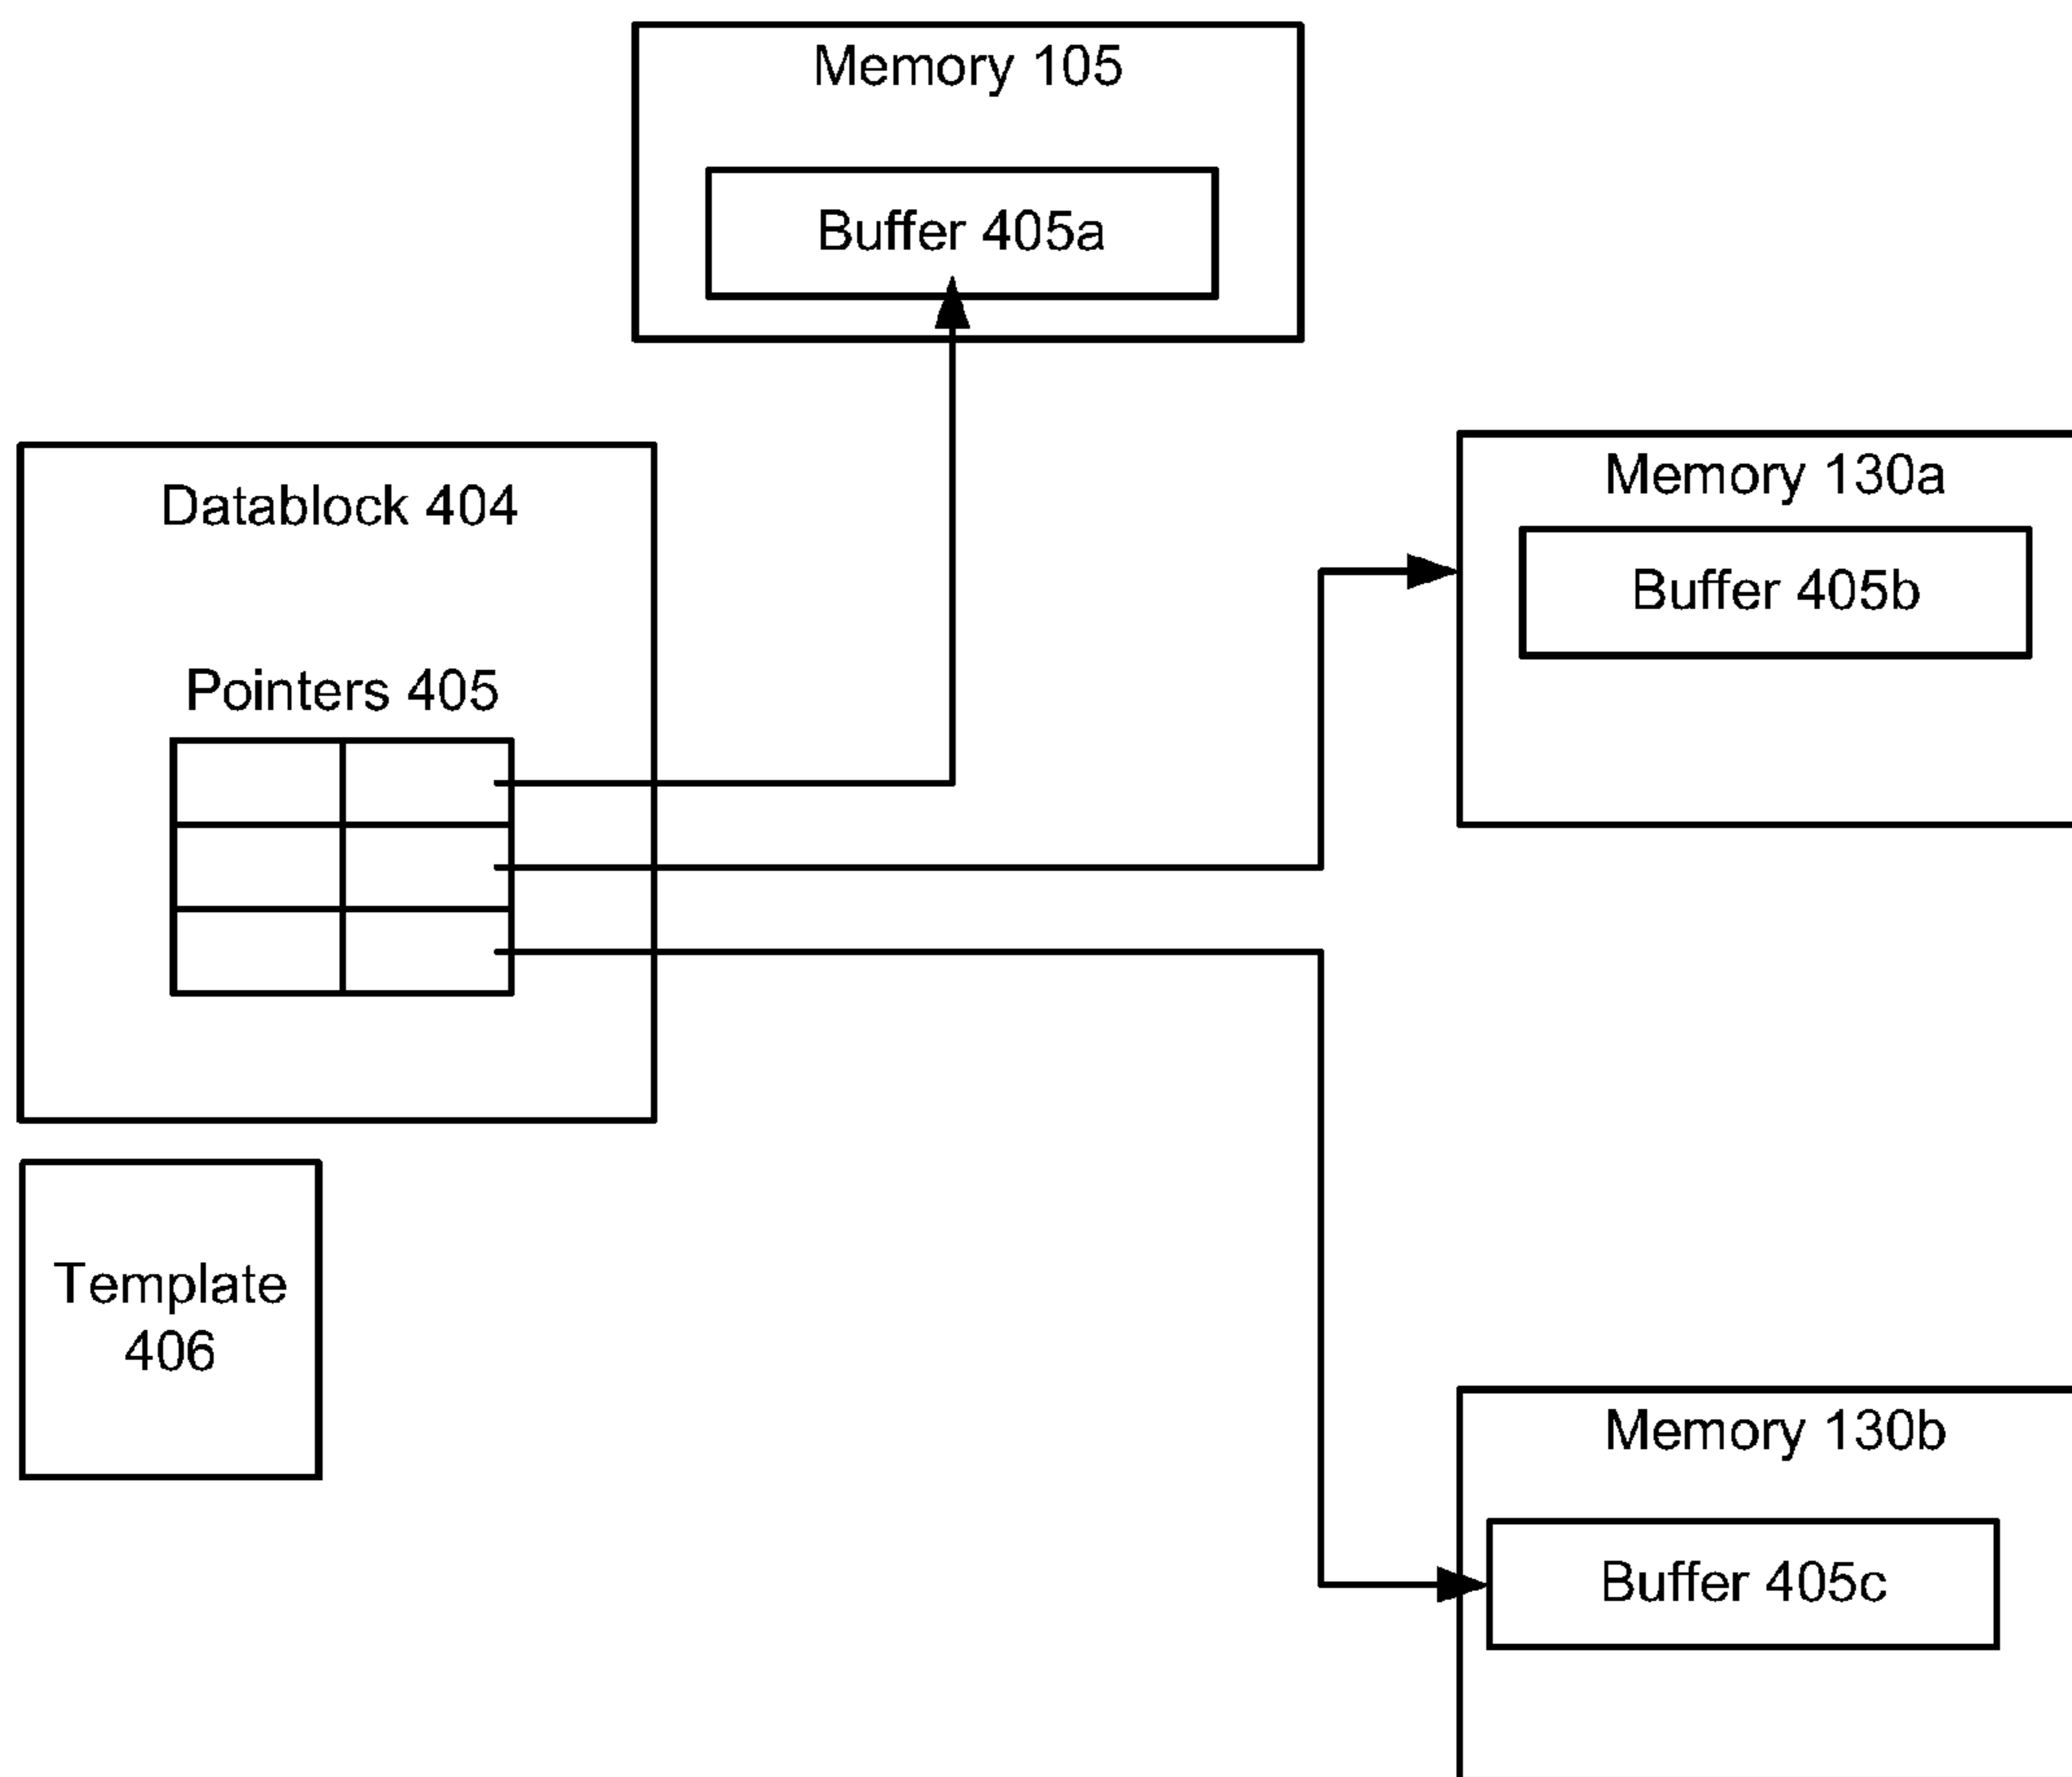 Memory 105
Buffer 405a
Memory 130a
Datablock 404
Buffer 405b
Pointers 405
Template
406
Memory 130b
Buffer 405c